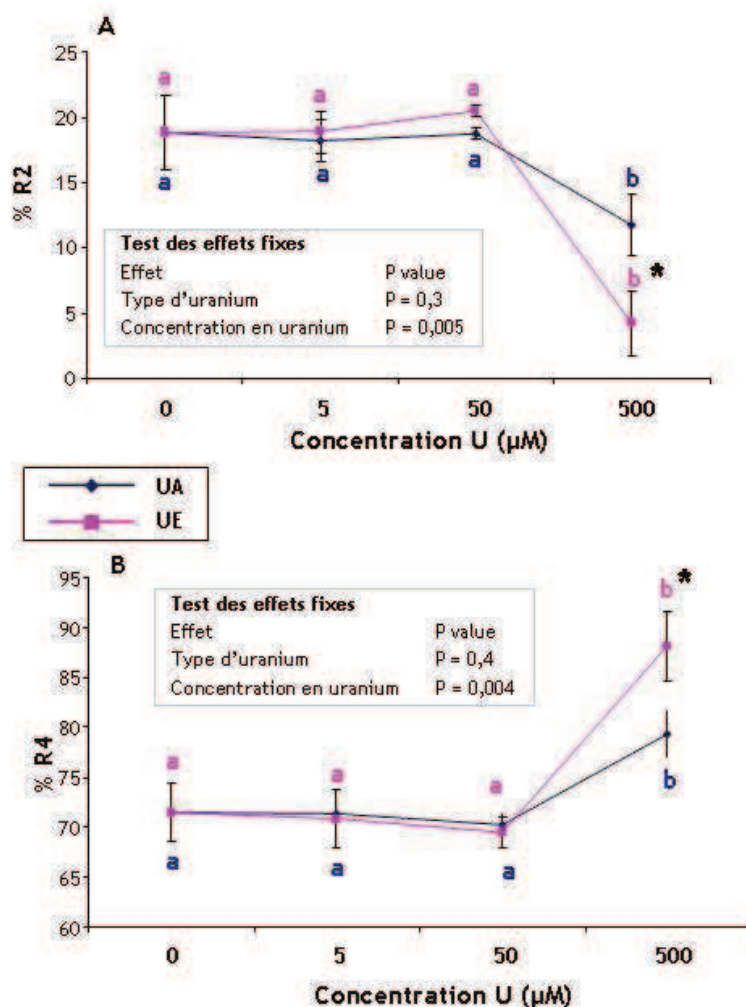 A
25
20
15
10
5
0
% R2
a
a
a
a
a
a
b
b *
Test des effets fixes
Effet P value
Type d'uranium P = 0,3
Concentration en uranium P = 0,005
0 5 50 500
Concentration U (µM)
UA
UE
B
95
90
85
80
75
70
65
60
% R4
Test des effets fixes
Effet P value
Type d'uranium P = 0,4
Concentration en uranium P = 0,004
b *
a
a
a
b
a
a
a
0 5 50 500
Concentration U (µM)